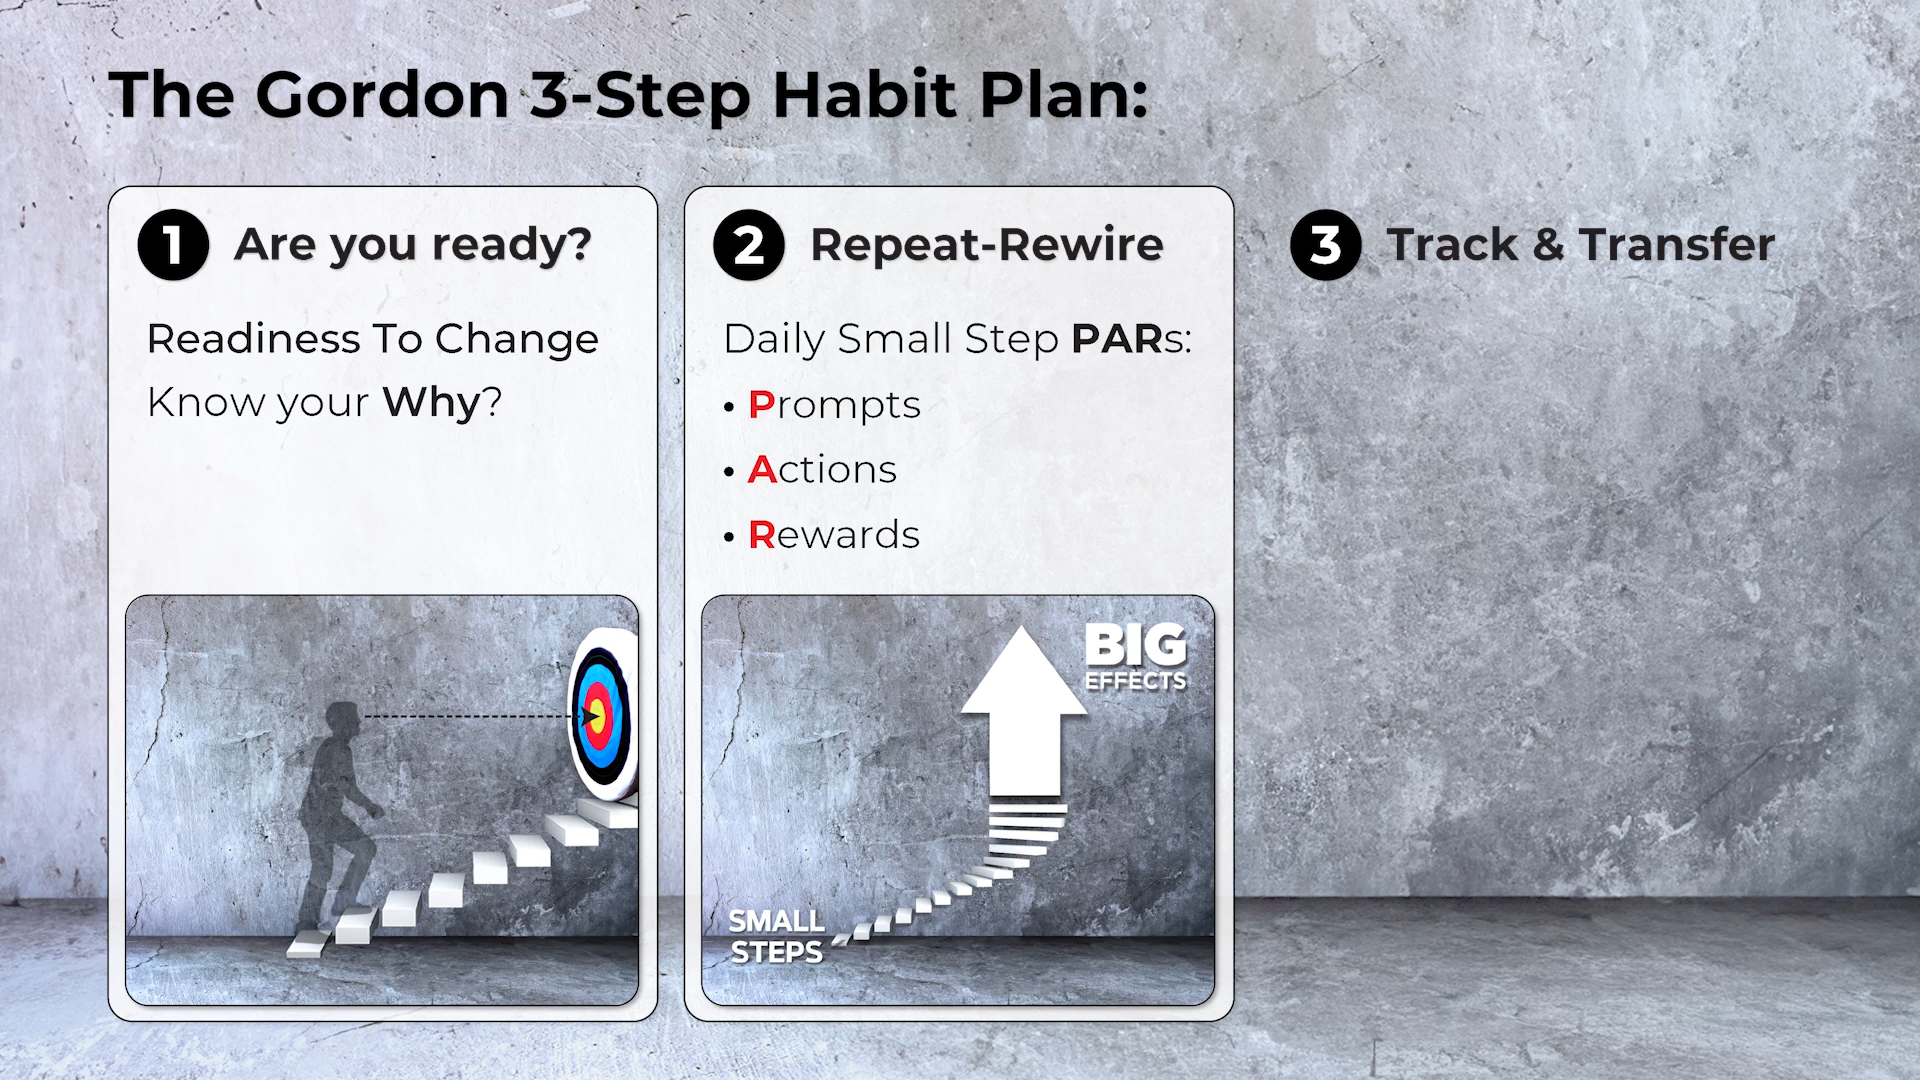 The Gordon 3-Step Habit Plan:
1 Are you ready?
Readiness To Change
Know your Why?
2 Repeat-Rewire
Daily Small Step PARs:
• Prompts
• Actions
• Rewards
BIG
EFFECTS
SMALL
STEPS
3 Track & Transfer